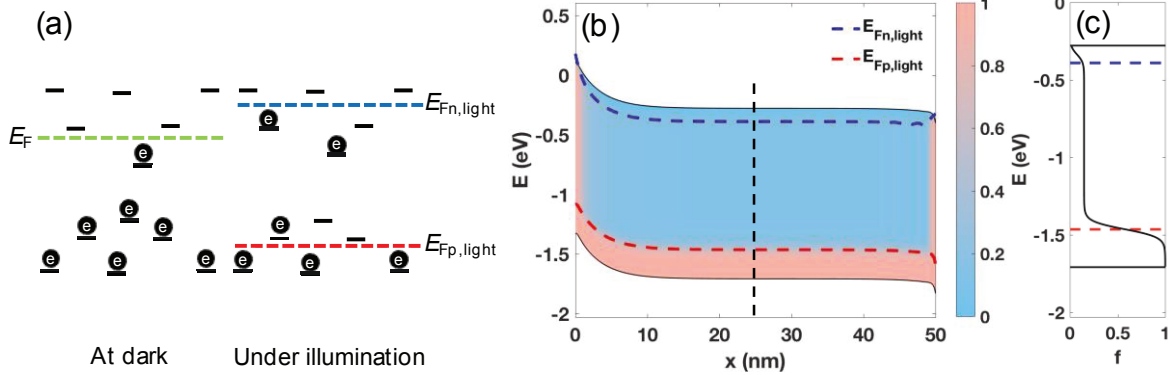 (a)
E_F
e
e
e
e
e
e
e
e
e
e
e
e
e
e
E_Fn,light
E_Fp,light
At dark
Under illumination
(b)
E_Fn,light
E_Fp,light
0.5
0
-0.5
-1
-1.5
-2
E (eV)
0
10
20
30
40
50
x (nm)
1
0.8
0.6
0.4
0.2
0
(c)
0
-0.5
-1
-1.5
-2
E (eV)
0
0.5
1
f